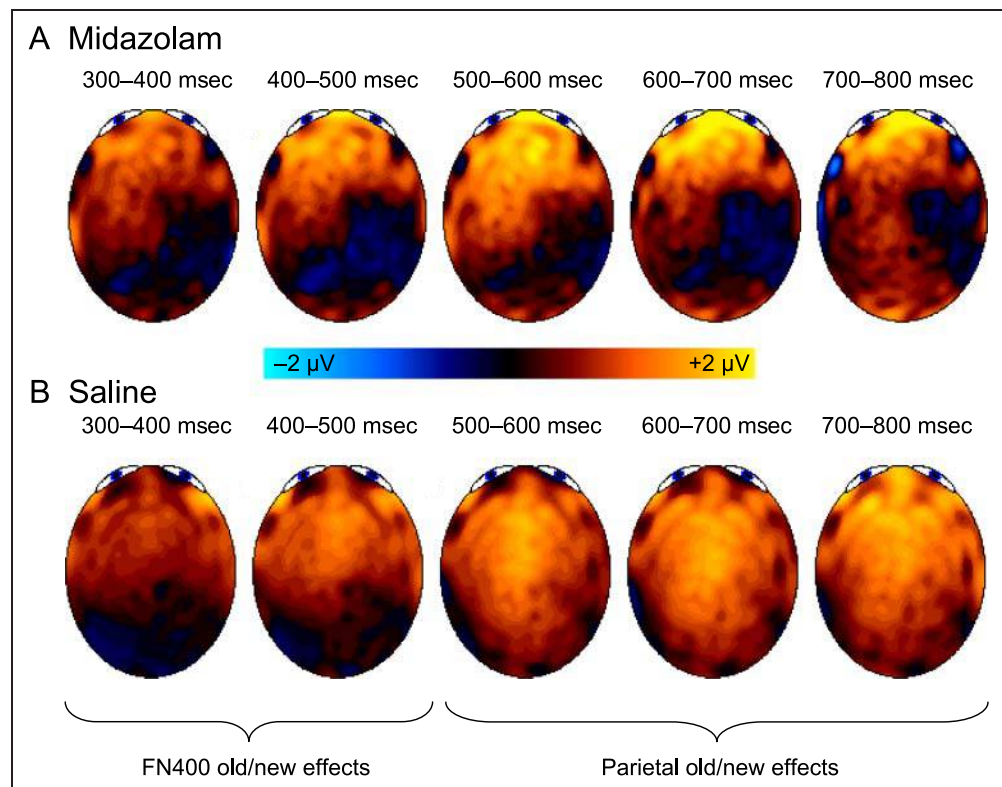 A Midazolam
300–400 msec 400–500 msec 500–600 msec 600–700 msec 700–800 msec
–2 µV +2 µV
B Saline
300–400 msec 400–500 msec 500–600 msec 600–700 msec 700–800 msec
FN400 old/new effects Parietal old/new effects